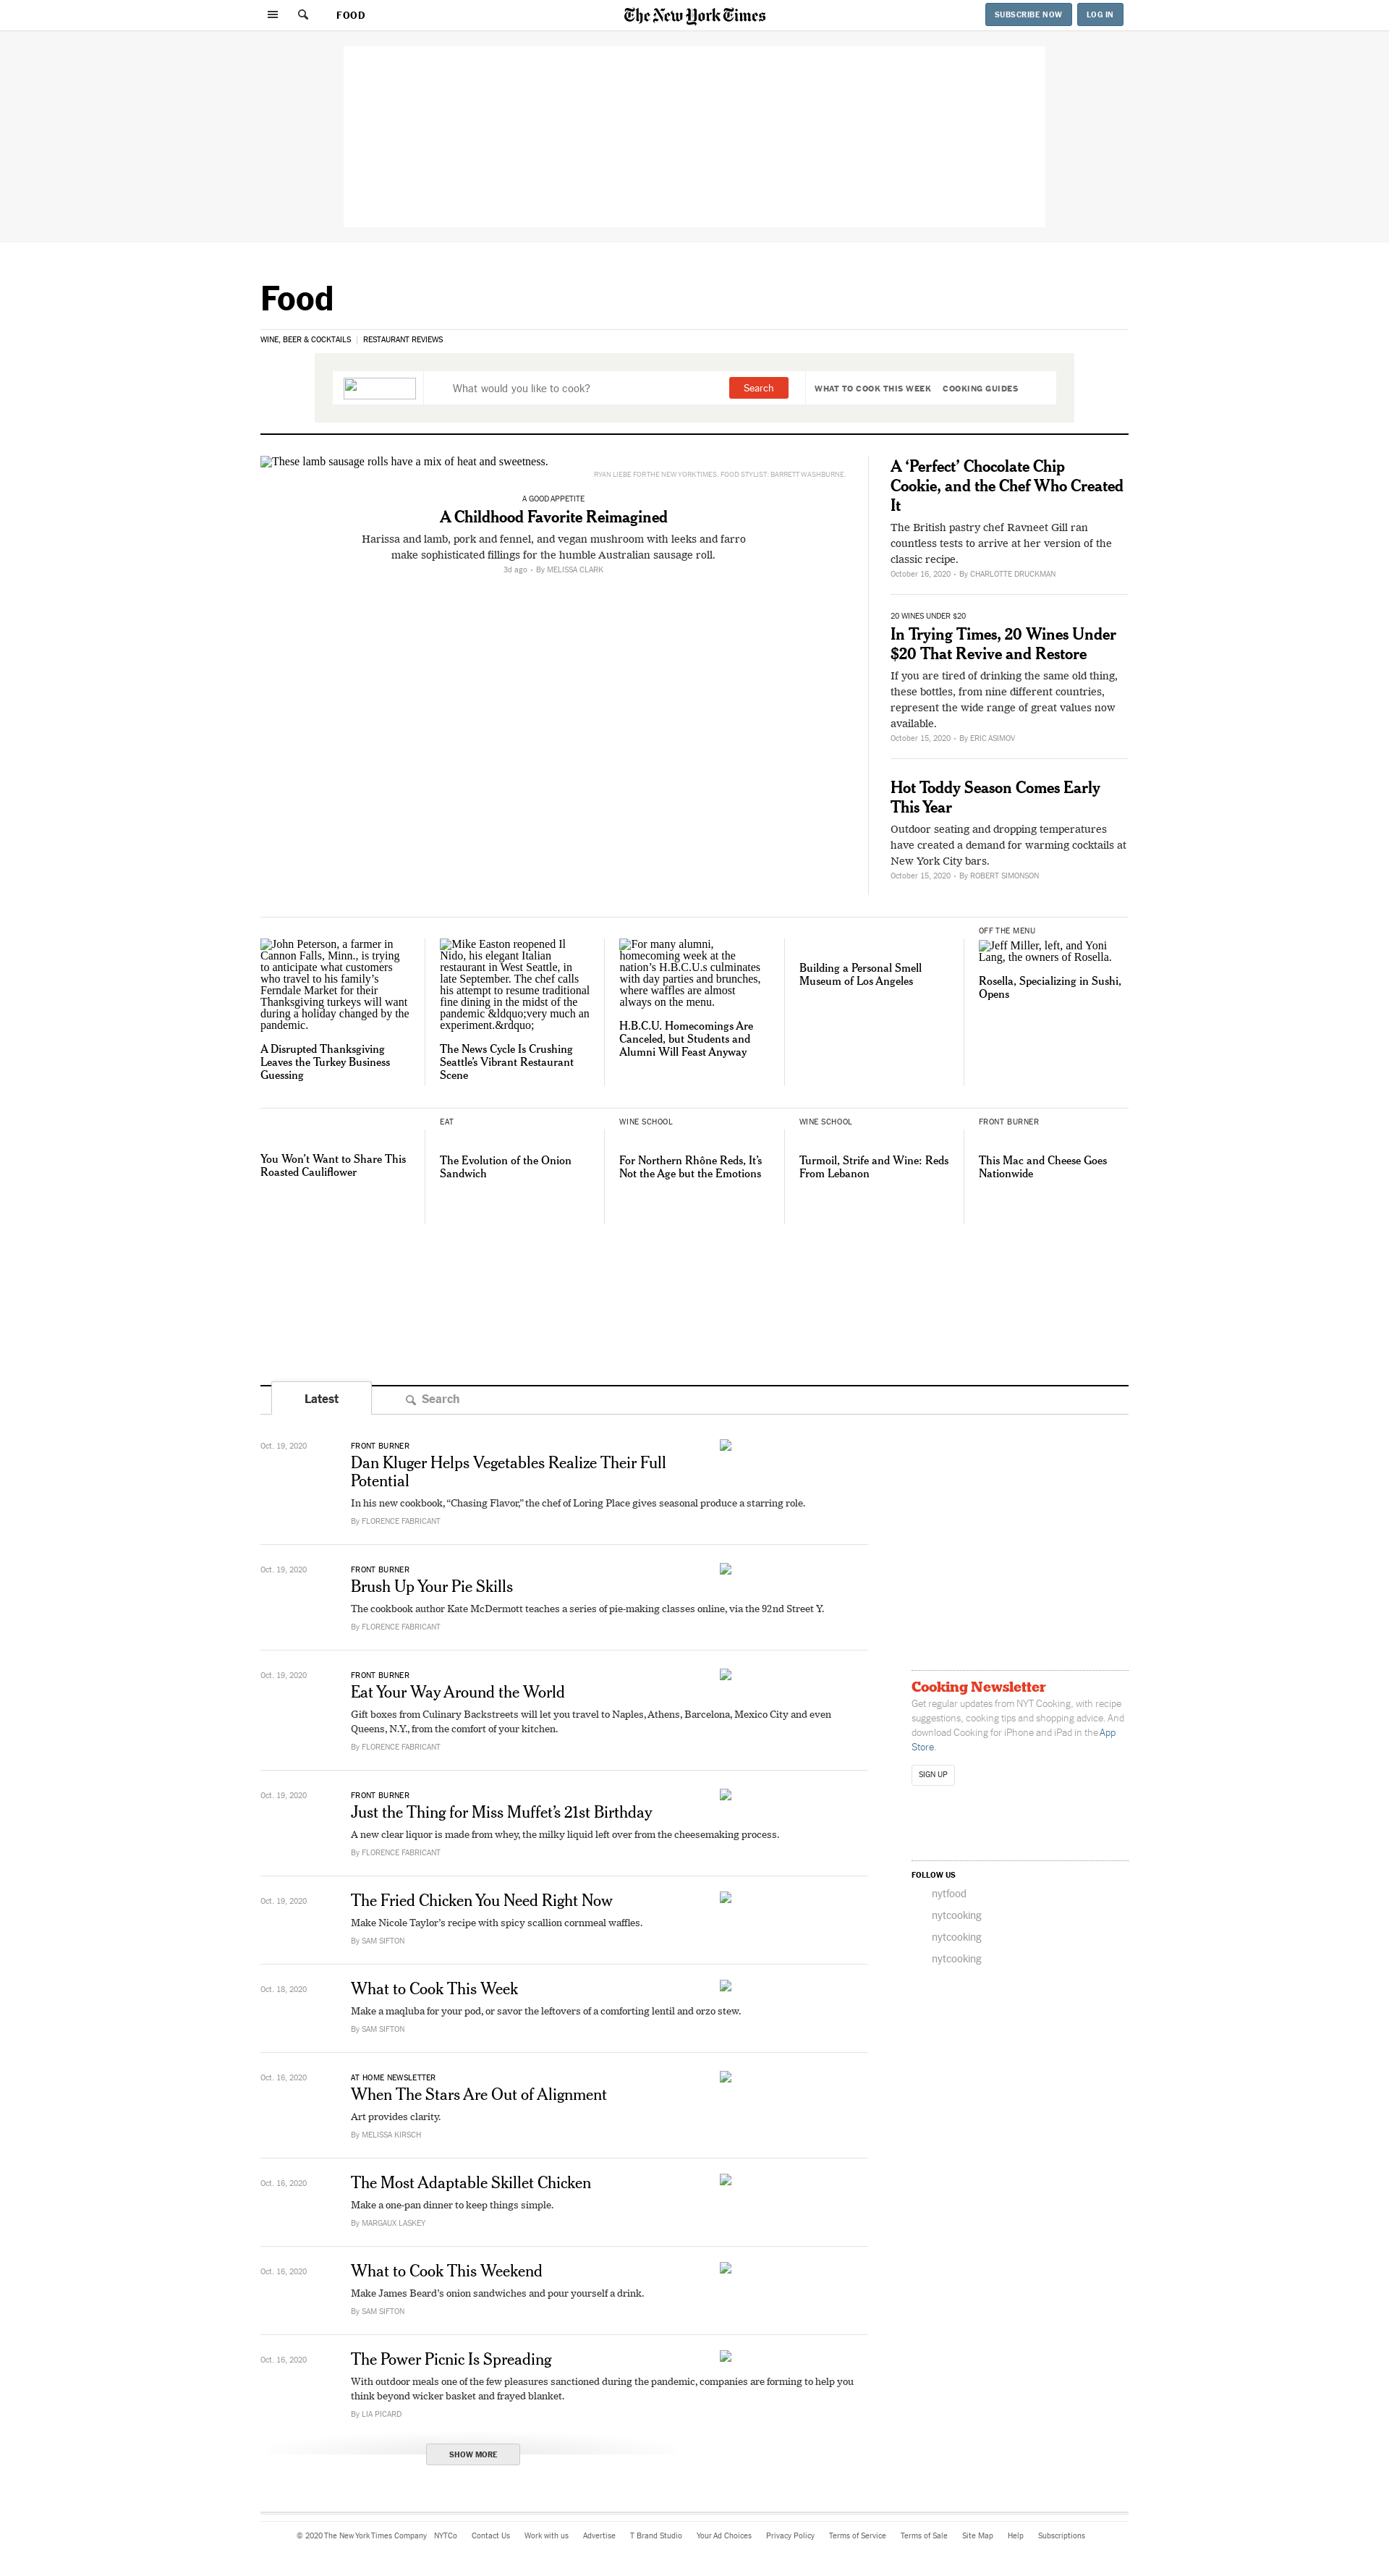 FOOD
The New York Times
SUBSCRIBE NOW
LOG IN
Food
WINE, BEER & COCKTAILS
RESTAURANT REVIEWS
What would you like to cook?
Search
WHAT TO COOK THIS WEEK
COOKING GUIDES
These lamb sausage rolls have a mix of heat and sweetness.
RYAN LIEBE FOR THE NEW YORK TIMES. FOOD STYLIST: BARRETT WASHBURNE.
A GOOD APPETITE
A Childhood Favorite Reimagined
Harissa and lamb, pork and fennel, and vegan mushroom with leeks and farro
make sophisticated fillings for the humble Australian sausage roll.
3d ago • By MELISSA CLARK
A ‘Perfect’ Chocolate Chip
Cookie, and the Chef Who Created
It
The British pastry chef Ravneet Gill ran
countless tests to arrive at her version of the
classic recipe.
October 16, 2020 • By CHARLOTTE DRUCKMAN
20 WINES UNDER $20
In Trying Times, 20 Wines Under
$20 That Revive and Restore
If you are tired of drinking the same old thing,
these bottles, from nine different countries,
represent the wide range of great values now
available.
October 15, 2020 • By ERIC ASIMOV
Hot Toddy Season Comes Early
This Year
Outdoor seating and dropping temperatures
have created a demand for warming cocktails at
New York City bars.
October 15, 2020 • By ROBERT SIMONSON
John Peterson, a farmer in
Cannon Falls, Minn., is trying
to anticipate what customers
who travel to his family’s
Ferndale Market for their
Thanksgiving turkeys will want
during a holiday changed by the
pandemic.
A Disrupted Thanksgiving
Leaves the Turkey Business
Guessing
Mike Easton reopened Il
Nido, his elegant Italian
restaurant in West Seattle, in
late September. The chef calls
his attempt to resume traditional
fine dining in the midst of the
pandemic &ldquo;very much an
experiment.&rdquo;
The News Cycle Is Crushing
Seattle’s Vibrant Restaurant
Scene
For many alumni,
homecoming week at the
nation’s H.B.C.U.s culminates
with day parties and brunches,
where waffles are almost
always on the menu.
H.B.C.U. Homecomings Are
Canceled, but Students and
Alumni Will Feast Anyway
Building a Personal Smell
Museum of Los Angeles
OFF THE MENU
Jeff Miller, left, and Yoni
Lang, the owners of Rosella.
Rosella, Specializing in Sushi,
Opens
You Won’t Want to Share This
Roasted Cauliflower
EAT
The Evolution of the Onion
Sandwich
WINE SCHOOL
For Northern Rhône Reds, It’s
Not the Age but the Emotions
WINE SCHOOL
Turmoil, Strife and Wine: Reds
From Lebanon
FRONT BURNER
This Mac and Cheese Goes
Nationwide
Latest
Search
Oct. 19, 2020
FRONT BURNER
Dan Kluger Helps Vegetables Realize Their Full
Potential
In his new cookbook, “Chasing Flavor,” the chef of Loring Place gives seasonal produce a starring role.
By FLORENCE FABRICANT
Oct. 19, 2020
FRONT BURNER
Brush Up Your Pie Skills
The cookbook author Kate McDermott teaches a series of pie-making classes online, via the 92nd Street Y.
By FLORENCE FABRICANT
Oct. 19, 2020
FRONT BURNER
Eat Your Way Around the World
Gift boxes from Culinary Backstreets will let you travel to Naples, Athens, Barcelona, Mexico City and even
Queens, N.Y., from the comfort of your kitchen.
By FLORENCE FABRICANT
Oct. 19, 2020
FRONT BURNER
Just the Thing for Miss Muffet’s 21st Birthday
A new clear liquor is made from whey, the milky liquid left over from the cheesemaking process.
By FLORENCE FABRICANT
Oct. 19, 2020
The Fried Chicken You Need Right Now
Make Nicole Taylor’s recipe with spicy scallion cornmeal waffles.
By SAM SIFTON
Oct. 18, 2020
What to Cook This Week
Make a maqluba for your pod, or savor the leftovers of a comforting lentil and orzo stew.
By SAM SIFTON
Oct. 16, 2020
AT HOME NEWSLETTER
When The Stars Are Out of Alignment
Art provides clarity.
By MELISSA KIRSCH
Oct. 16, 2020
The Most Adaptable Skillet Chicken
Make a one-pan dinner to keep things simple.
By MARGAUX LASKEY
Oct. 16, 2020
What to Cook This Weekend
Make James Beard’s onion sandwiches and pour yourself a drink.
By SAM SIFTON
Oct. 16, 2020
The Power Picnic Is Spreading
With outdoor meals one of the few pleasures sanctioned during the pandemic, companies are forming to help you
think beyond wicker basket and frayed blanket.
By LIA PICARD
SHOW MORE
Cooking Newsletter
Get regular updates from NYT Cooking, with recipe
suggestions, cooking tips and shopping advice. And
download Cooking for iPhone and iPad in the App
Store.
SIGN UP
FOLLOW US
nytfood
nytcooking
nytcooking
nytcooking
© 2020 The New York Times Company NYTCo Contact Us Work with us Advertise T Brand Studio Your Ad Choices Privacy Policy Terms of Service Terms of Sale Site Map Help Subscriptions